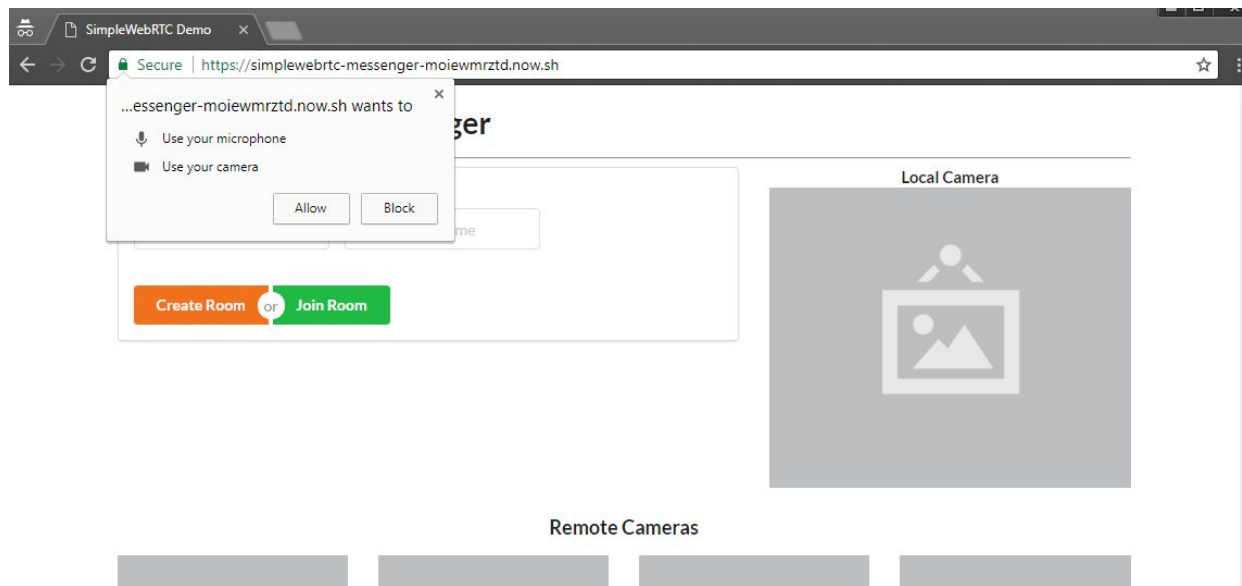 SimpleWebRTC Demo
Secure | https://simplewebrtc-messenger-moiewmrztd.now.sh
...essenger-moiewmrztd.now.sh wants to
Use your microphone
Use your camera
Allow Block
ger
me
Create Room or Join Room
Local Camera
Remote Cameras